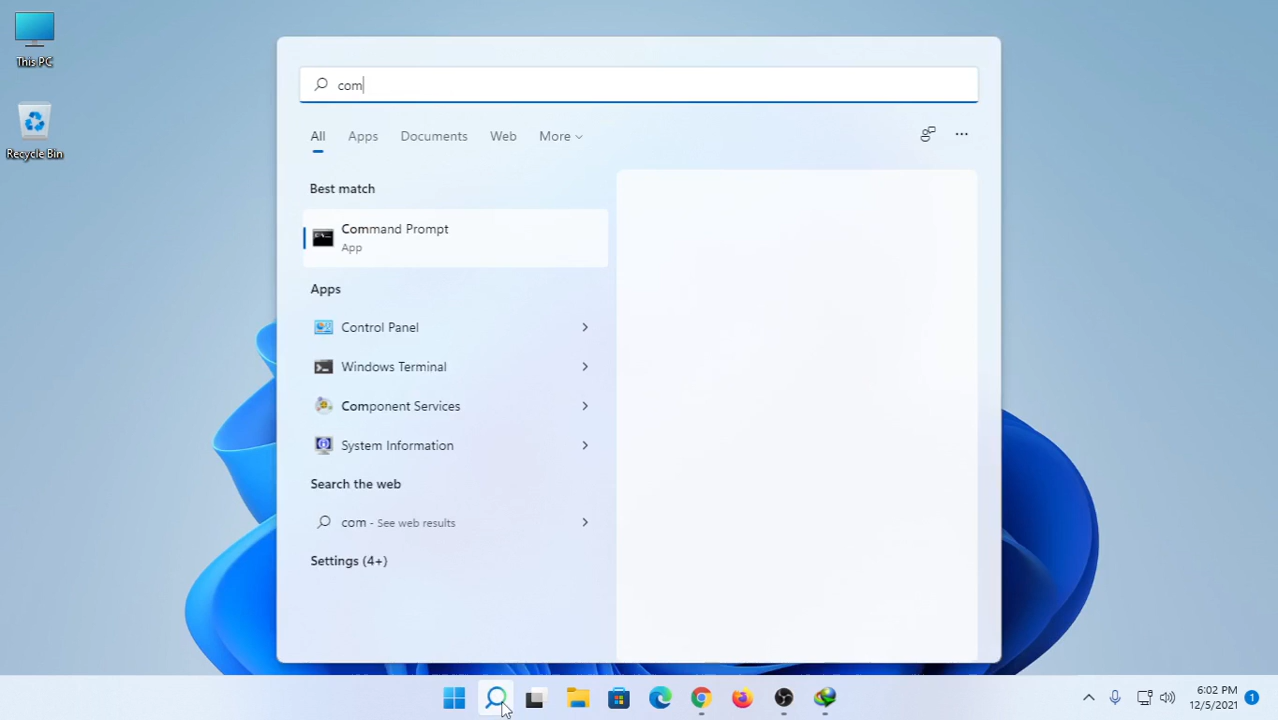 This PC
Recycle Bin
com
All Apps Documents Web More
Best match
Command Prompt
App
Apps
Control Panel
Windows Terminal
Component Services
System Information
Search the web
com - See web results
Settings (4+)
6:02 PM
12/5/2021
1